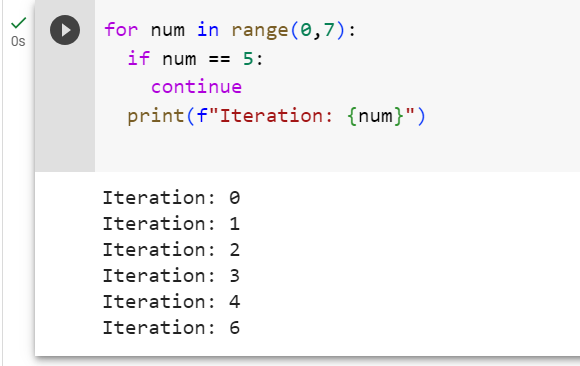 for num in range(0,7):
  if num == 5:
    continue
  print(f"Iteration: {num}")
0s
Iteration: 0
Iteration: 1
Iteration: 2
Iteration: 3
Iteration: 4
Iteration: 6